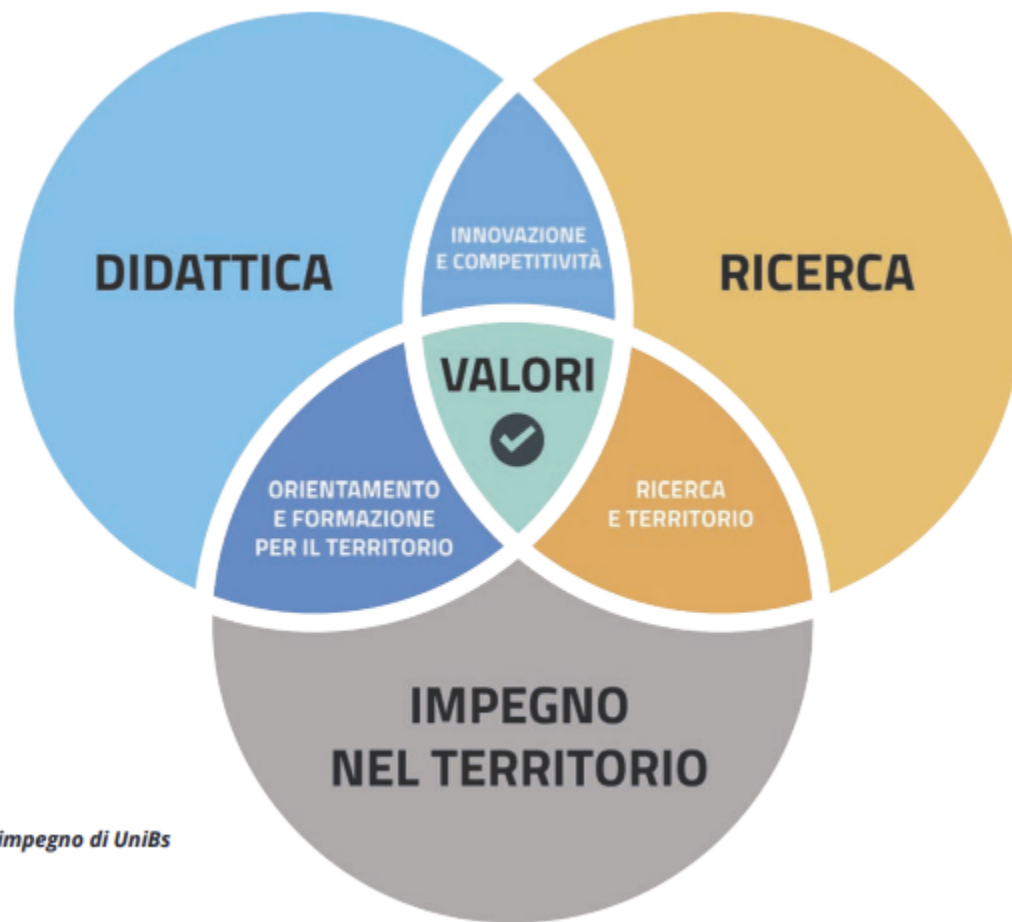 DIDATTICA
INNOVAZIONE
E COMPETITIVITÀ
RICERCA
VALORI
ORIENTAMENTO
E FORMAZIONE
PER IL TERRITORIO
RICERCA
E TERRITORIO
IMPEGNO
NEL TERRITORIO
impegno di UniBs